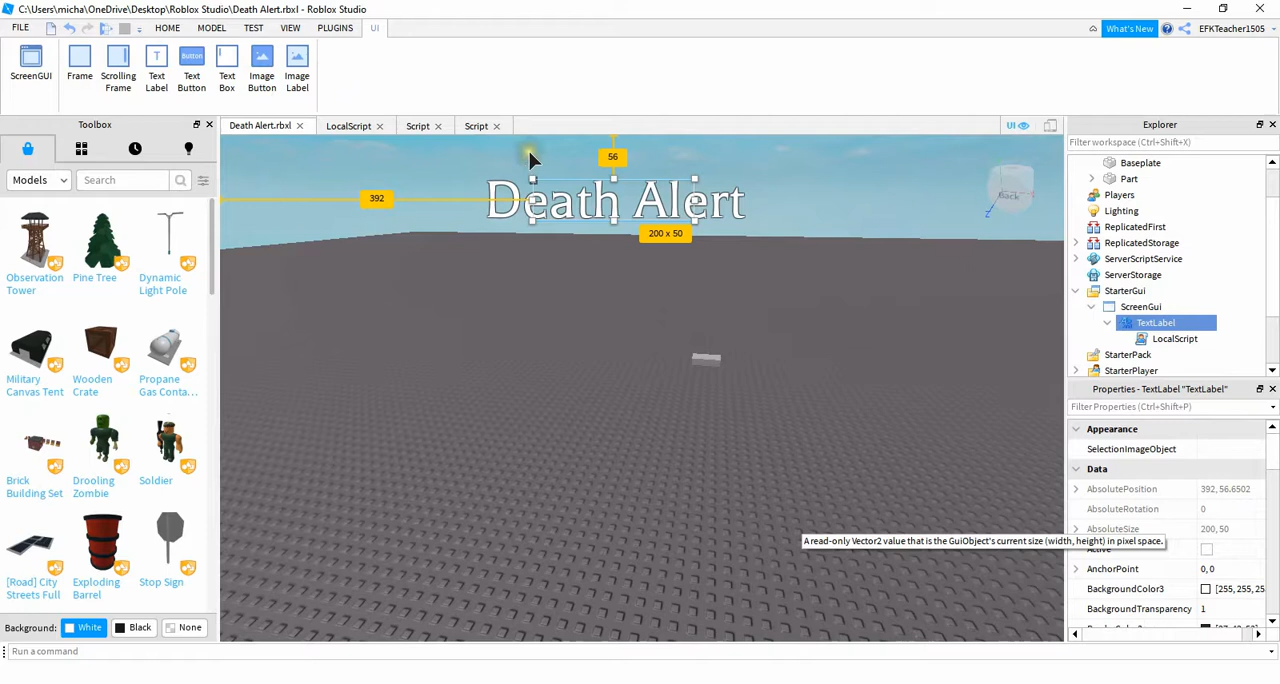 C:\Users\micha\OneDrive\Desktop\Roblox Studio\Death Alert.rbxl - Roblox Studio
FILE HOME MODEL TEST VIEW PLUGINS UI What's New EFKTeacher1505
ScreenGUI Frame Scrolling Frame Text Label Text Button Text Box Image Button Image Label
Button
Toolbox
Death Alert.rbxl LocalScript Script Script UI
Explorer
Filter workspace (Ctrl+Shift+X)
Models Search
Observation Tower
Pine Tree
Dynamic Light Pole
Military Canvas Tent
Wooden Crate
Propane Gas Conta...
Brick Building Set
Drooling Zombie
Soldier
[Road] City Streets Full
Exploding Barrel
Stop Sign
Background: White Black None
56
392
Death Alert
200 x 50
Back
Z
Baseplate
Part
Players
Lighting
ReplicatedFirst
ReplicatedStorage
ServerScriptService
ServerStorage
StarterGui
ScreenGui
TextLabel
LocalScript
StarterPack
StarterPlayer
Properties - TextLabel "TextLabel"
Filter Properties (Ctrl+Shift+P)
Appearance
SelectionImageObject
Data
AbsolutePosition 392, 56.6502
AbsoluteRotation 0
AbsoluteSize 200, 50
A read-only Vector2 value that is the GuiObject's current size (width, height) in pixel space.
AnchorPoint 0, 0
BackgroundColor3 [255, 255, 25
BackgroundTransparency 1
Run a command